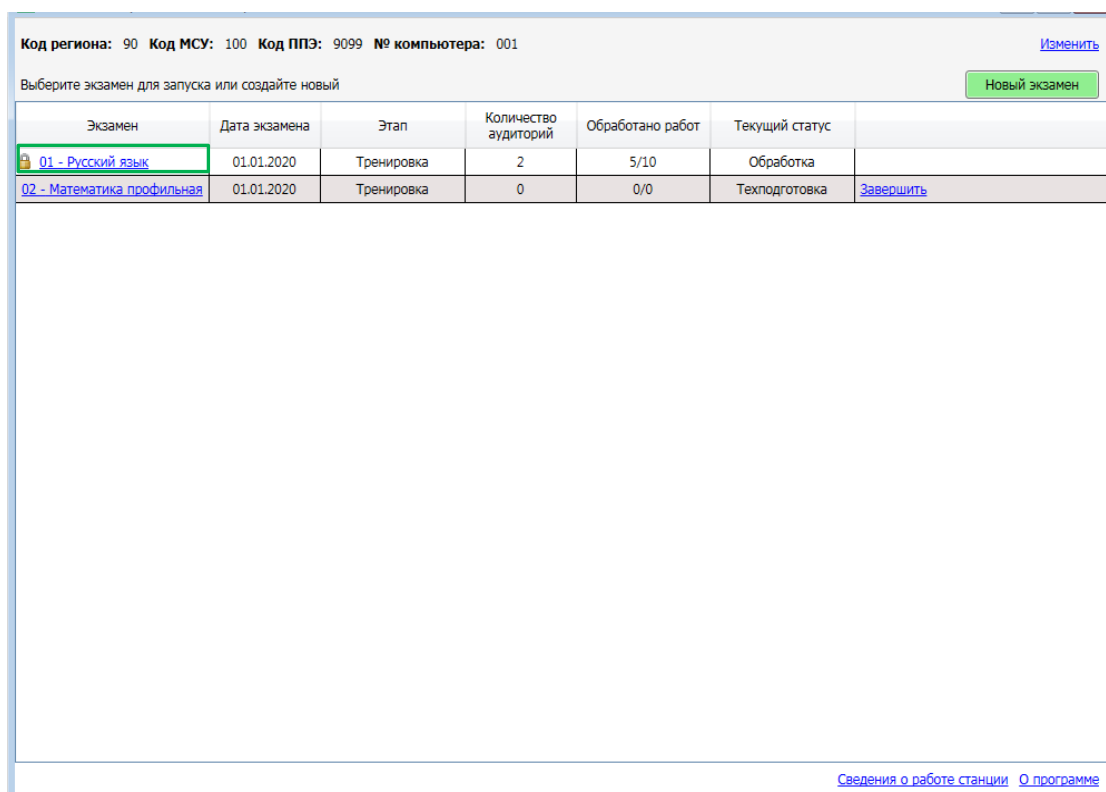 Код региона: 90 Код МСУ: 100 Код ППЭ: 9099 № компьютера: 001 Изменить
Выберите экзамен для запуска или создайте новый Новый экзамен
Экзамен Дата экзамена Этап Количество аудиторий Обработано работ Текущий статус
01 - Русский язык 01.01.2020 Тренировка 2 5/10 Обработка
02 - Математика профильная 01.01.2020 Тренировка 0 0/0 Техподготовка Завершить
Сведения о работе станции О программе